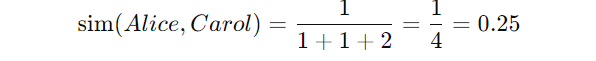 sim(Alice, Carol) = 1 / (1 + 1 + 2) = 1 / 4 = 0.25